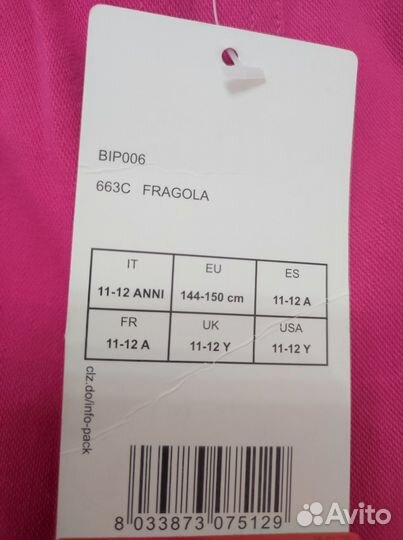 BIP006
663C FRAGOLA
IT EU ES
11-12 ANNI 144-150 cm 11-12 A
FR UK USA
11-12 A 11-12 Y 11-12 Y
clz.do/info-pack
8 033873 075129
Avito